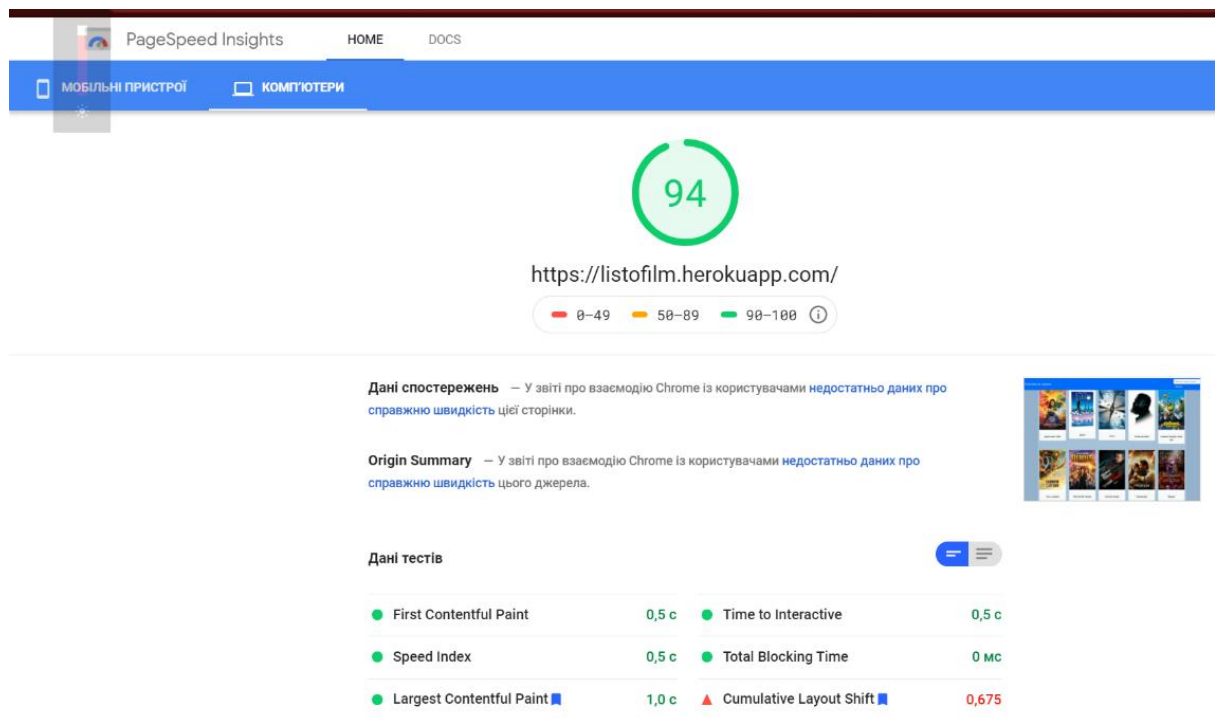 PageSpeed Insights HOME DOCS
МОБІЛЬНІ ПРИСТРОЇ КОМП'ЮТЕРИ
94
https://listofilm.herokuapp.com/
0–49 50–89 90–100
Дані спостережень — У звіті про взаємодію Chrome із користувачами недостатньо даних про
справжню швидкість цієї сторінки.
Origin Summary — У звіті про взаємодію Chrome із користувачами недостатньо даних про
справжню швидкість цього джерела.
Дані тестів
First Contentful Paint 0,5 с Time to Interactive 0,5 с
Speed Index 0,5 с Total Blocking Time 0 мс
Largest Contentful Paint 1,0 с Cumulative Layout Shift 0,675